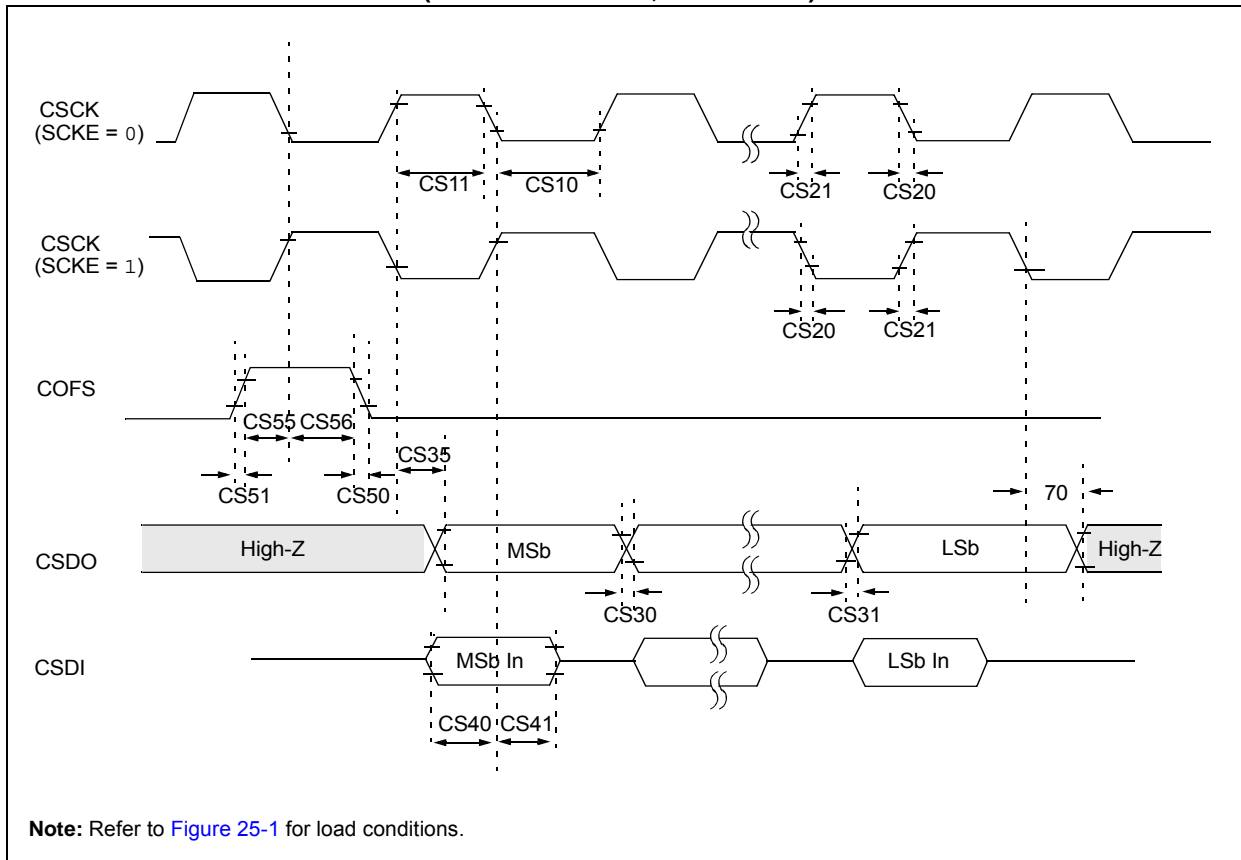 CSCK
(SCKE = 0)
CS11
CS10
CS21
CS20
CSCK
(SCKE = 1)
CS20
CS21
COFS
CS55
CS56
CS35
CS51
CS50
70
CSDO
High-Z
MSb
LSb
High-Z
CS30
CS31
CSDI
MSb In
LSb In
CS40
CS41
Note: Refer to Figure 25-1 for load conditions.